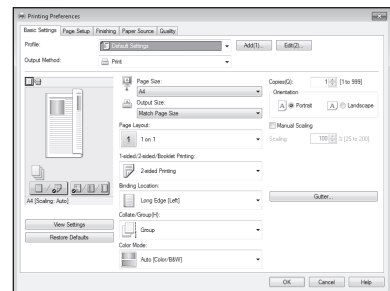 Printing Preferences
Basic Settings Page Setup Finishing Paper Source Quality
Profile: Default Settings Add(1)... Edit(2)...
Output Method: Print
Page Size:
A4
Output Size:
Match Page Size
Copies(Q): 1 [1 to 999]
Orientation
A Portrait A Landscape
Page Layout:
1 1 on 1
Manual Scaling
Scaling: 100 % [25 to 200]
1-sided/2-sided/Booklet Printing:
2-sided Printing
Binding Location:
Long Edge [Left]
Gutter...
A4 [Scaling: Auto]
View Settings
Restore Defaults
Collate/Group(H):
Group
Color Mode:
Auto [Color/B&W]
OK Cancel Help